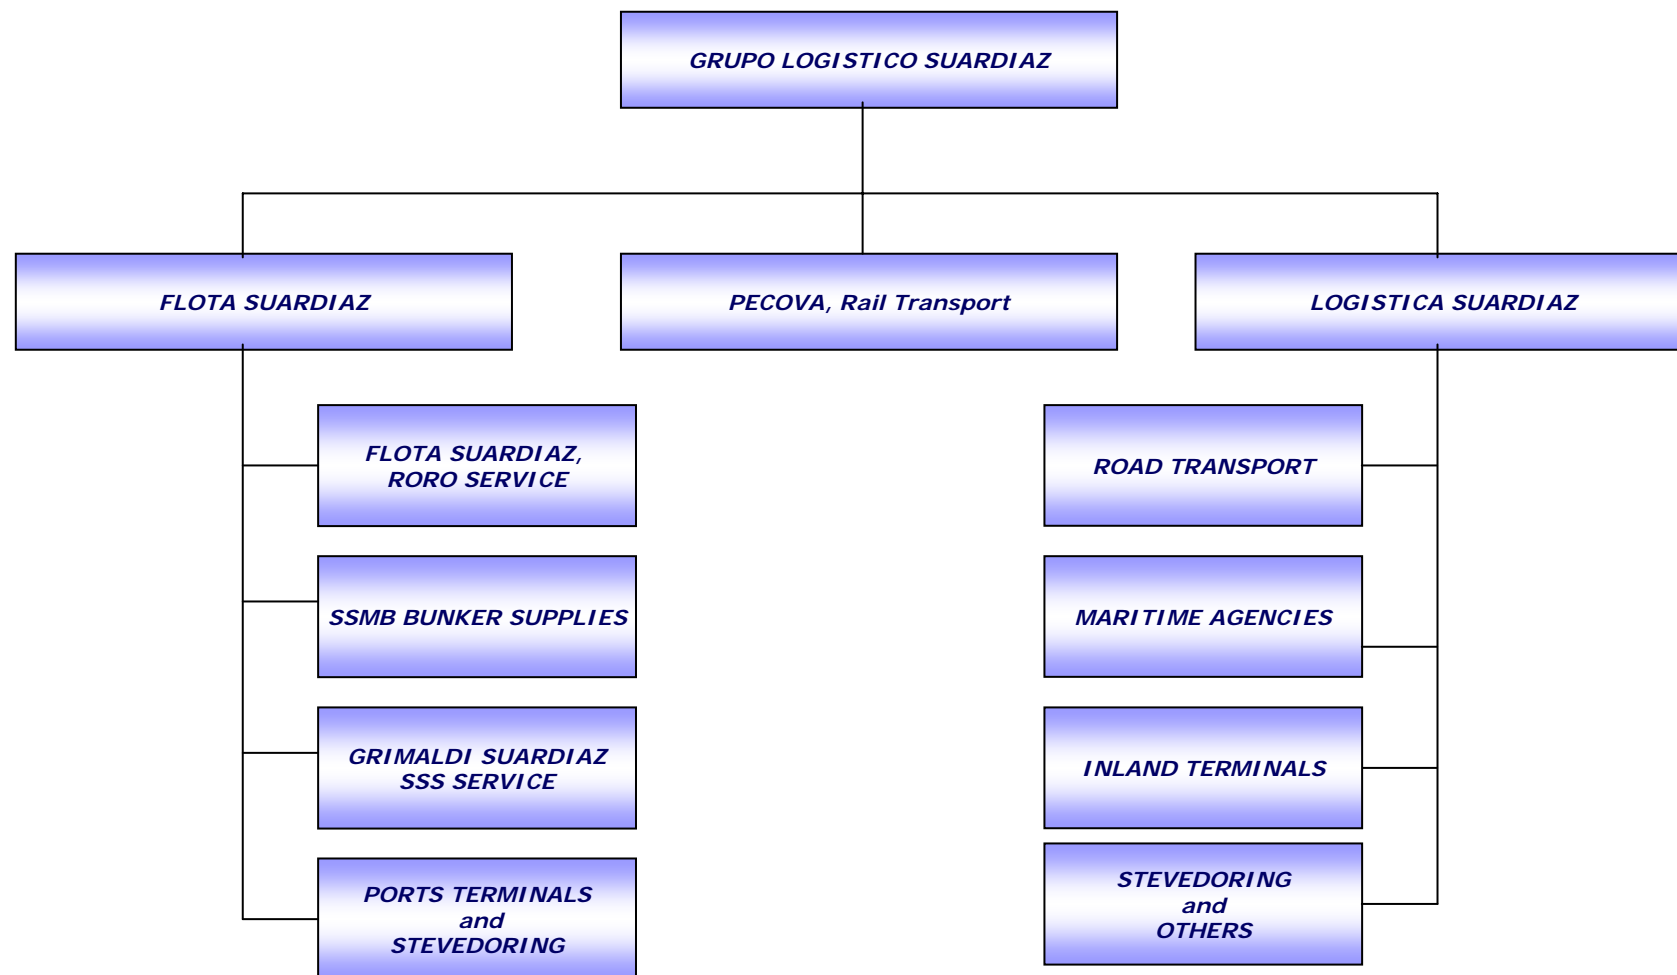 GRUPO LOGISTICO SUARDIAZ
FLOTA SUARDIAZ
PECOVA, Rail Transport
LOGISTICA SUARDIAZ
FLOTA SUARDIAZ,
RORO SERVICE
SSMB BUNKER SUPPLIES
GRIMALDI SUARDIAZ
SSS SERVICE
PORTS TERMINALS
and
STEVEDORING
ROAD TRANSPORT
MARITIME AGENCIES
INLAND TERMINALS
STEVEDORING
and
OTHERS